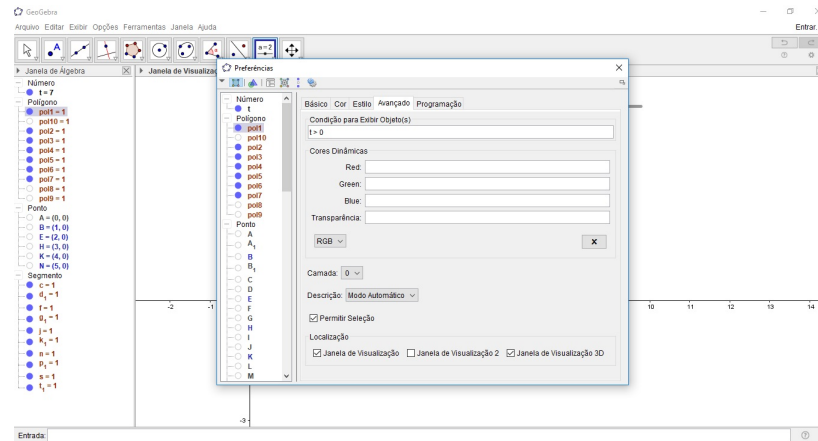 GeoGebra
Arquivo Editar Exibir Opções Ferramentas Janela Ajuda
Entrar.
A
a=2
Janela de Álgebra
Janela de Visualizaç
Número
t = 7
Polígono
pol1 = 1
pol10 = 1
pol2 = 1
pol3 = 1
pol4 = 1
pol5 = 1
pol6 = 1
pol7 = 1
pol8 = 1
pol9 = 1
Ponto
A = (0, 0)
B = (1, 0)
E = (2, 0)
H = (3, 0)
K = (4, 0)
N = (5, 0)
Segmento
c = 1
d1 = 1
f = 1
g1 = 1
j = 1
k1 = 1
n = 1
p1 = 1
s = 1
t1 = 1
Entrada:
Preferências
Número
t
Polígono
pol1
pol10
pol2
pol3
pol4
pol5
pol6
pol7
pol8
pol9
Ponto
A
A1
B
B1
C
D
E
F
G
H
I
J
K
L
M
Básico Cor Estilo Avançado Programação
Condição para Exibir Objeto(s)
t > 0
Cores Dinâmicas
Red:
Green:
Blue:
Transparência:
RGB
x
Camada: 0
Descrição: Modo Automático
Permitir Seleção
Localização
Janela de Visualização Janela de Visualização 2 Janela de Visualização 3D
-2 -1 10 11 12 13 14
-3